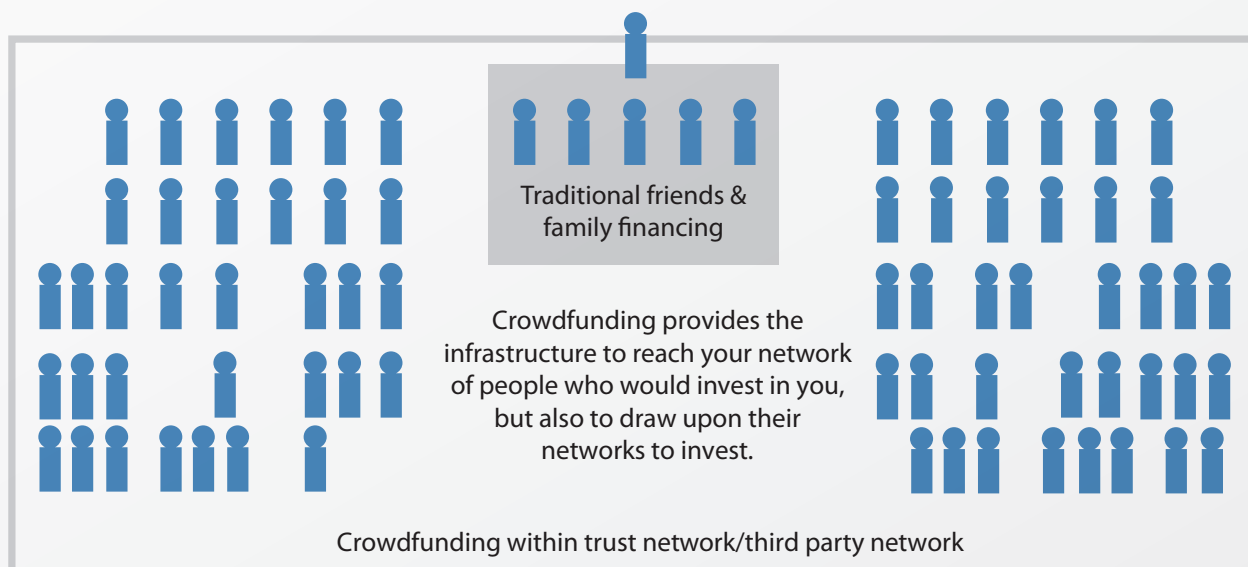 Traditional friends &
family financing
Crowdfunding provides the
infrastructure to reach your network
of people who would invest in you,
but also to draw upon their
networks to invest.
Crowdfunding within trust network/third party network